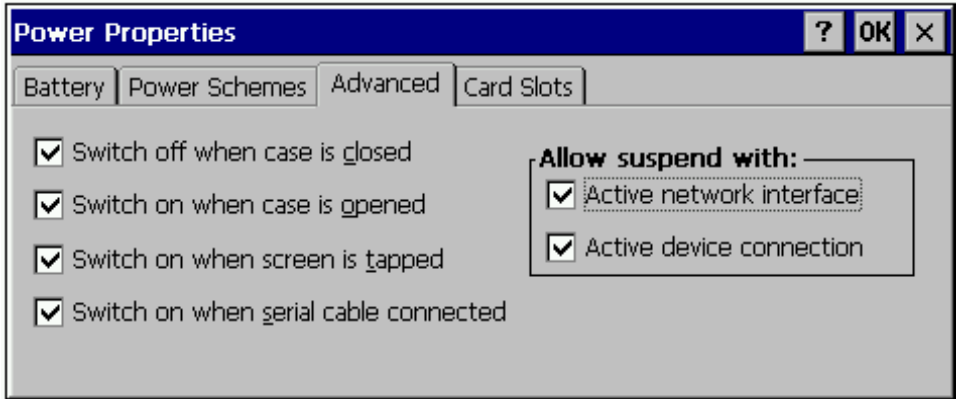 Power Properties ? OK ×
Battery Power Schemes Advanced Card Slots
Switch off when case is closed
Switch on when case is opened
Switch on when screen is tapped
Switch on when serial cable connected
Allow suspend with:
Active network interface
Active device connection